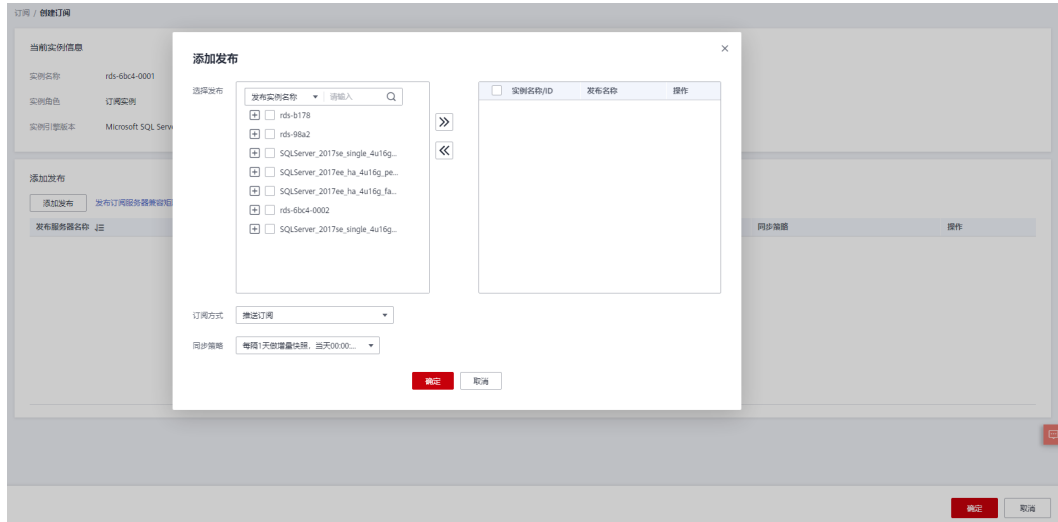 订阅 / 创建订阅
当前实例信息
实例名称 rds-6bc4-0001
实例角色 订阅实例
实例引擎版本 Microsoft SQL Serv
添加发布
添加发布 发布订阅服务器兼容矩
发布服务器名称 同步策略 操作
添加发布
选择发布
发布实例名称 请输入
rds-b178
rds-98a2
SQLServer_2017se_single_4u16g...
SQLServer_2017ee_ha_4u16g_pe...
SQLServer_2017ee_ha_4u16g_fa...
rds-6bc4-0002
SQLServer_2017se_single_4u16g...
实例名称/ID 发布名称 操作
订阅方式 推送订阅
同步策略 每隔1天做增量快照，当天00:00:...
确定 取消
确定 取消